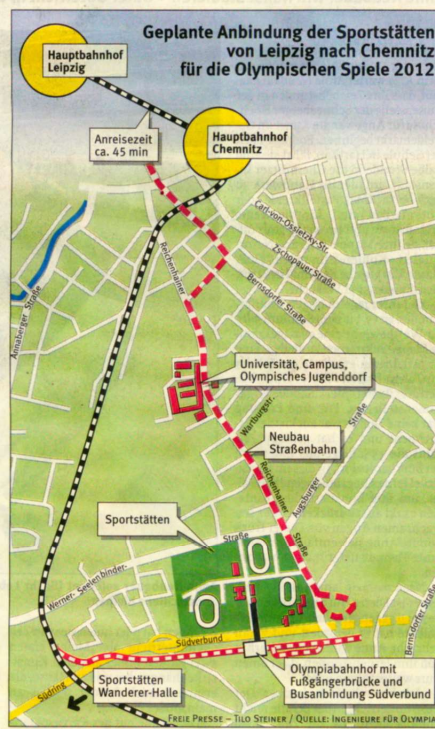 Geplante Anbindung der Sportstätten
von Leipzig nach Chemnitz
für die Olympischen Spiele 2012
Hauptbahnhof
Leipzig
Anreisezeit
ca. 45 min
Hauptbahnhof
Chemnitz
Carl-von-Ossietzky-Str.
Zschopauer Straße
Reichenhainer
Bernsdorfer Straße
Annaberger Straße
Universität, Campus,
Olympisches Jugenddorf
Wartburgstr.
Straße
Neubau
Straßenbahn
Reichenhainer
Augsburger
Sportstätten
Straße
Straße
Werner-Seelenbinder-
Bernsdorfer Straße
Südverbund
Südring
Sportstätten
Wanderer-Halle
Olympiabahnhof mit
Fußgängerbrücke und
Busanbindung Südverbund
FREIE PRESSE – TILO STEINER / QUELLE: INGENIEURE FÜR OLYMPIA